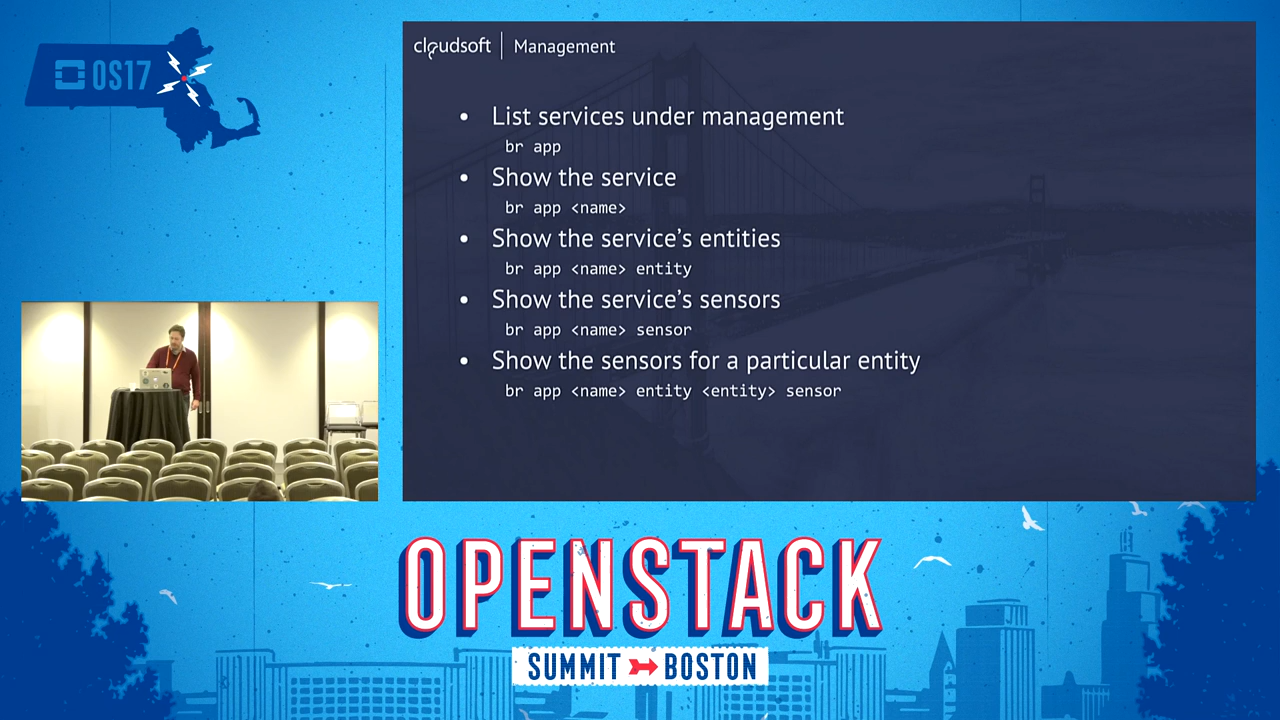 OS17
cloudsoft | Management
• List services under management
br app
• Show the service
br app <name>
• Show the service’s entities
br app <name> entity
• Show the service’s sensors
br app <name> sensor
• Show the sensors for a particular entity
br app <name> entity <entity> sensor
OPENSTACK
SUMMIT BOSTON